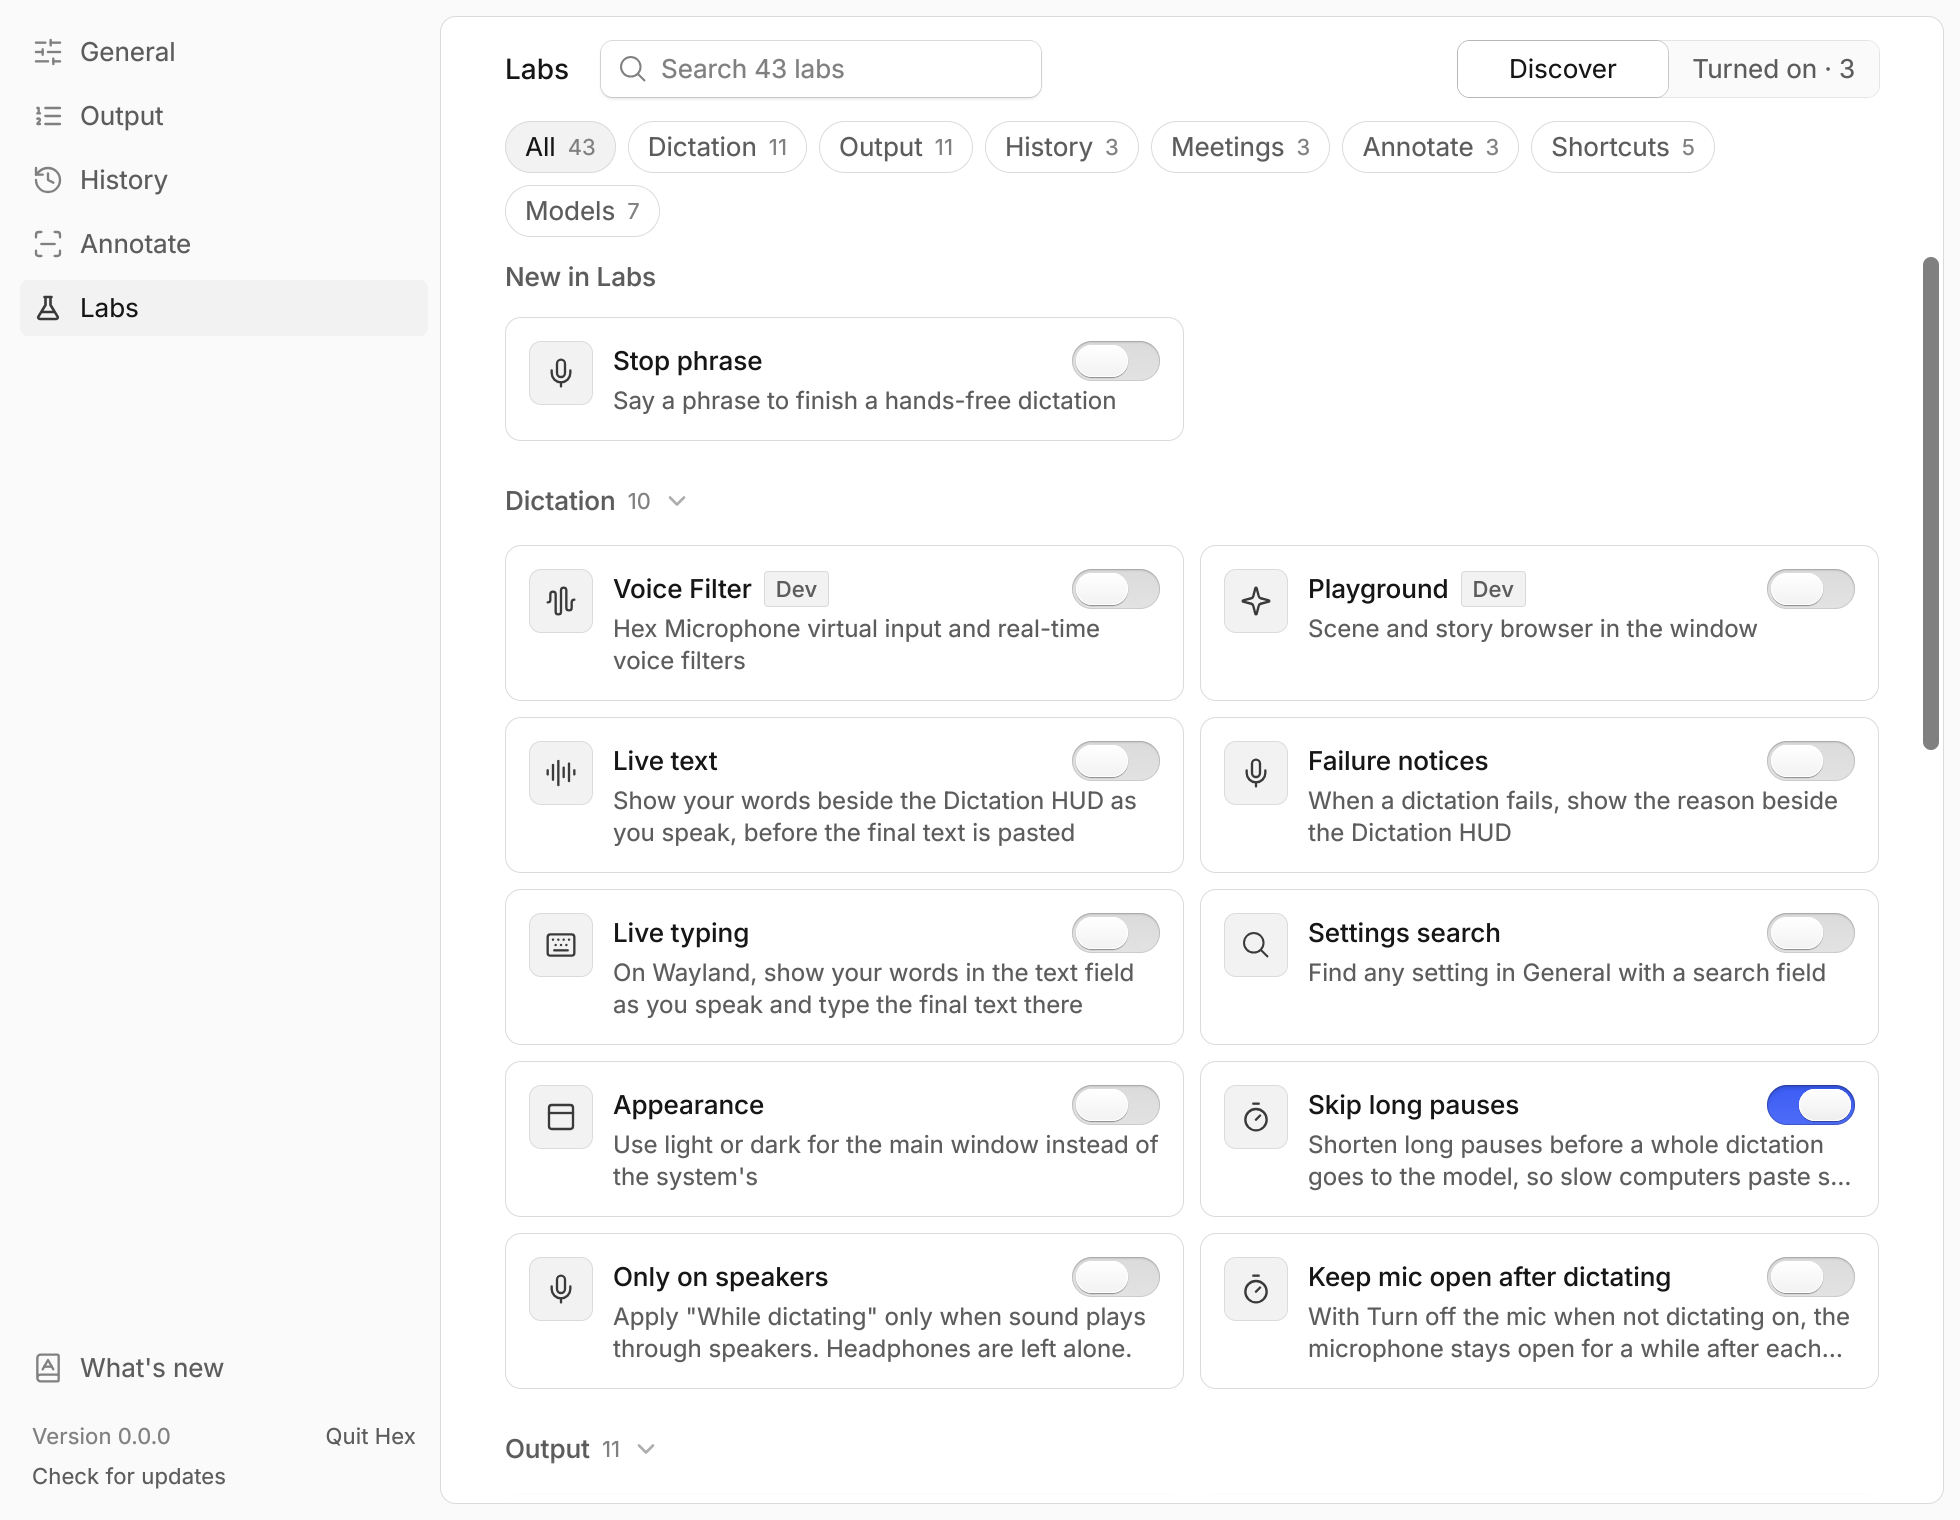 General
Output
History
Annotate
Labs
What's new
Version 0.0.0
Quit Hex
Check for updates
Labs
Search 43 labs
Discover
Turned on · 3
All 43
Dictation 11
Output 11
History 3
Meetings 3
Annotate 3
Shortcuts 5
Models 7
New in Labs
Stop phrase
Say a phrase to finish a hands-free dictation
Dictation 10
Voice Filter Dev
Hex Microphone virtual input and real-time
voice filters
Playground Dev
Scene and story browser in the window
Live text
Show your words beside the Dictation HUD as
you speak, before the final text is pasted
Failure notices
When a dictation fails, show the reason beside
the Dictation HUD
Live typing
On Wayland, show your words in the text field
as you speak and type the final text there
Settings search
Find any setting in General with a search field
Appearance
Use light or dark for the main window instead of
the system's
Skip long pauses
Shorten long pauses before a whole dictation
goes to the model, so slow computers paste s...
Only on speakers
Apply "While dictating" only when sound plays
through speakers. Headphones are left alone.
Keep mic open after dictating
With Turn off the mic when not dictating on, the
microphone stays open for a while after each...
Output 11